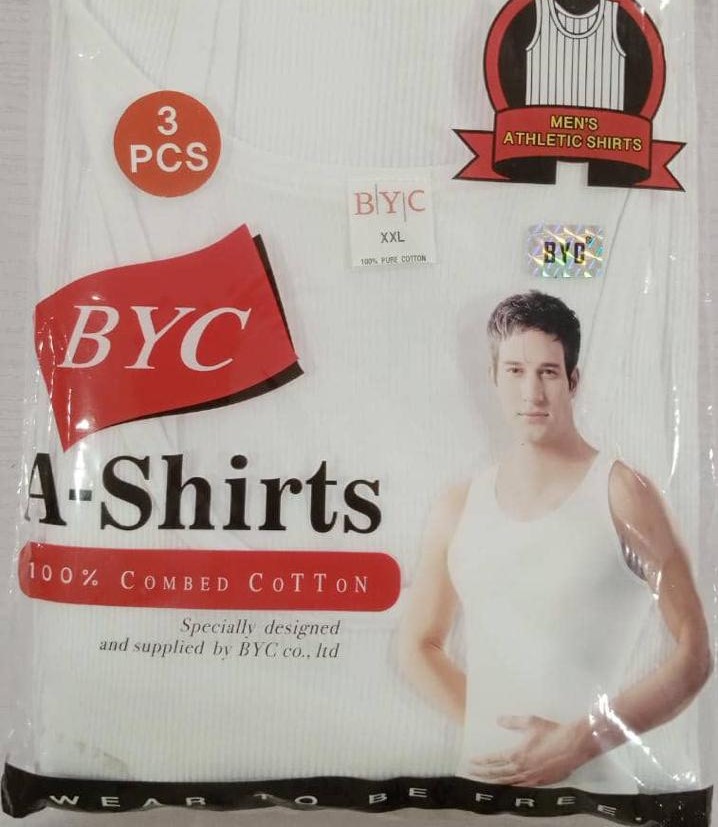 MEN'S
ATHLETIC SHIRTS
3
PCS
B|Y|C
XXL
100% PURE COTTON
BYC®
BYC
A-Shirts
100% COMBED COTTON
Specially designed
and supplied by BYC co., ltd
WEAR TO BE FREE.